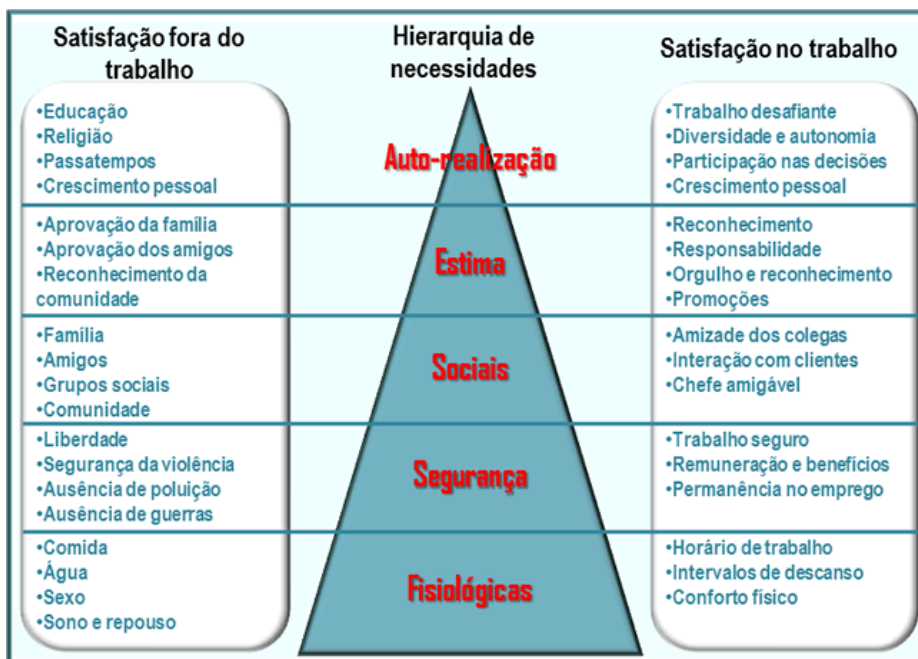 Satisfação fora do
trabalho
Hierarquia de
necessidades
Satisfação no trabalho
•Educação
•Religião
•Passatempos
•Crescimento pessoal
Auto-realização
•Trabalho desafiante
•Diversidade e autonomia
•Participação nas decisões
•Crescimento pessoal
•Aprovação da família
•Aprovação dos amigos
•Reconhecimento da
comunidade
Estima
•Reconhecimento
•Responsabilidade
•Orgulho e reconhecimento
•Promoções
•Família
•Amigos
•Grupos sociais
•Comunidade
Sociais
•Amizade dos colegas
•Interação com clientes
•Chefe amigável
•Liberdade
•Segurança da violência
•Ausência de poluição
•Ausência de guerras
Segurança
•Trabalho seguro
•Remuneração e benefícios
•Permanência no emprego
•Comida
•Água
•Sexo
•Sono e repouso
Fisiológicas
•Horário de trabalho
•Intervalos de descanso
•Conforto físico